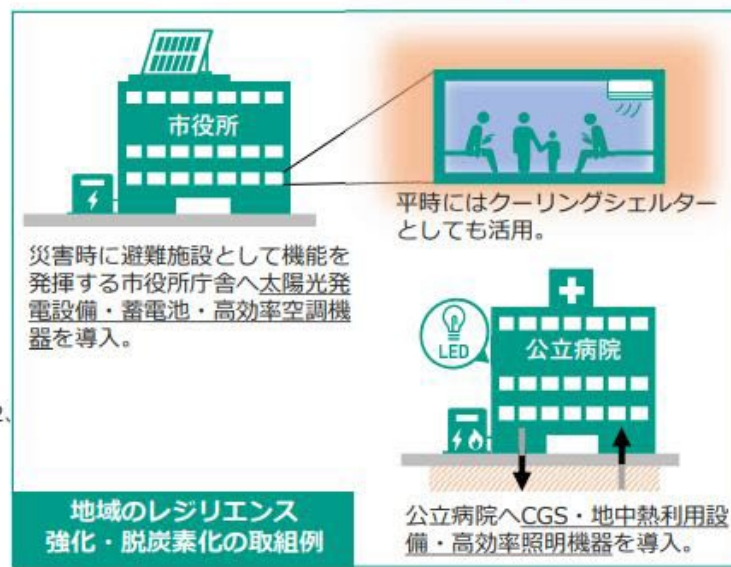 市役所
災害時に避難施設として機能を
発揮する市役所庁舎へ太陽光発
電設備・蓄電池・高効率空調機
器を導入。
平時にはクーリングシェルター
としても活用。
LED
公立病院
公立病院へCGS・地中熱利用設
備・高効率照明機器を導入。
地域のレジリエンス
強化・脱炭素化の取組例